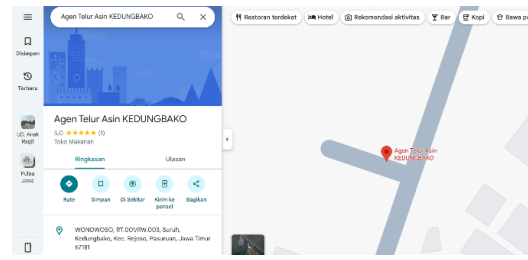 Agen Telur Asin KEDUNGBAKO
Restoran terdekat
Hotel
Rekomendasi aktivitas
Bar
Kopi
Bawa p
Disimpan
Terbaru
UD. Anak
Pulau
Agen Telur Asin KEDUNGBAKO
5,0 (1)
Toko Makanan
Ringkasan
Ulasan
Rute
Simpan
Di Sekitar
Kirim ke
ponsel
Bagikan
WONOWOSO, RT.001/RW.003, Suruh,
Kedungbako, Kec. Rejoso, Pasuruan, Jawa Timur
67181
Agen Telur Asin
KEDUNGBAKO